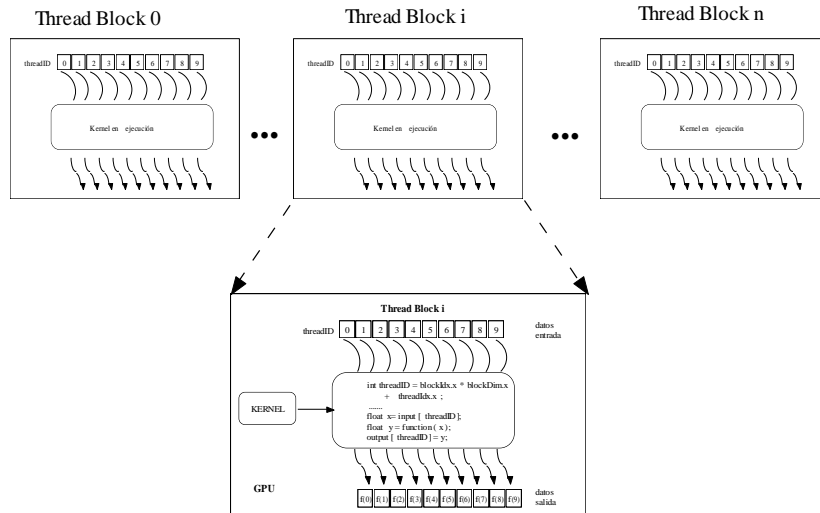 Thread Block 0
Thread Block i
Thread Block n
threadID 0 1 2 3 4 5 6 7 8 9
threadID 0 1 2 3 4 5 6 7 8 9
threadID 0 1 2 3 4 5 6 7 8 9
Kernel en ejecución
Kernel en ejecución
Kernel en ejecución
Thread Block i
threadID 0 1 2 3 4 5 6 7 8 9
datos
entrada
KERNEL
int threadID = blockIdx.x * blockDim.x
+ threadIdx.x ;
.......
float x= input [ threadID];
float y= function ( x );
output [ threadID] = y;
GPU
f(0) f(1) f(2) f(3) f(4) f(5) f(6) f(7) f(8) f(9)
datos
salida